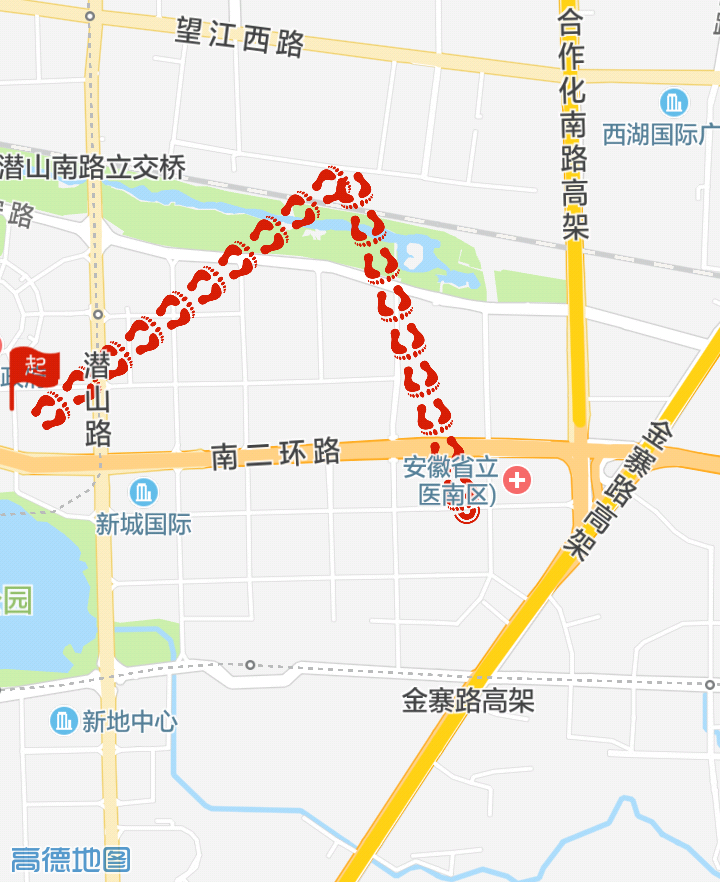 望江西路
合作化南路高架
西湖国际广
潜山南路立交桥
路
起
政
潜山路
南二环路
安徽省立
医南区)
金寨路高架
新城国际
园
金寨路高架
新地中心
高德地图